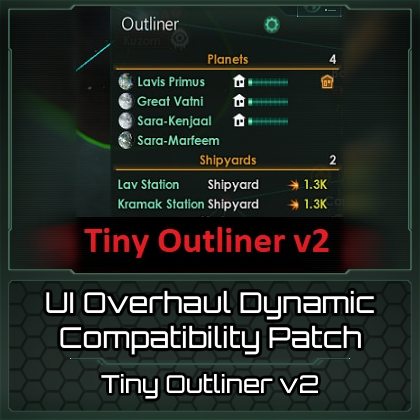 Outliner
Planets 4
Lavis Primus
Great Vatni
Sara-Kenjaal
Sara-Marfeem
Shipyards 2
Lav Station Shipyard 1.3K
Kramak Station Shipyard 1.3K
Tiny Outliner v2
UI Overhaul Dynamic
Compatibility Patch
Tiny Outliner v2